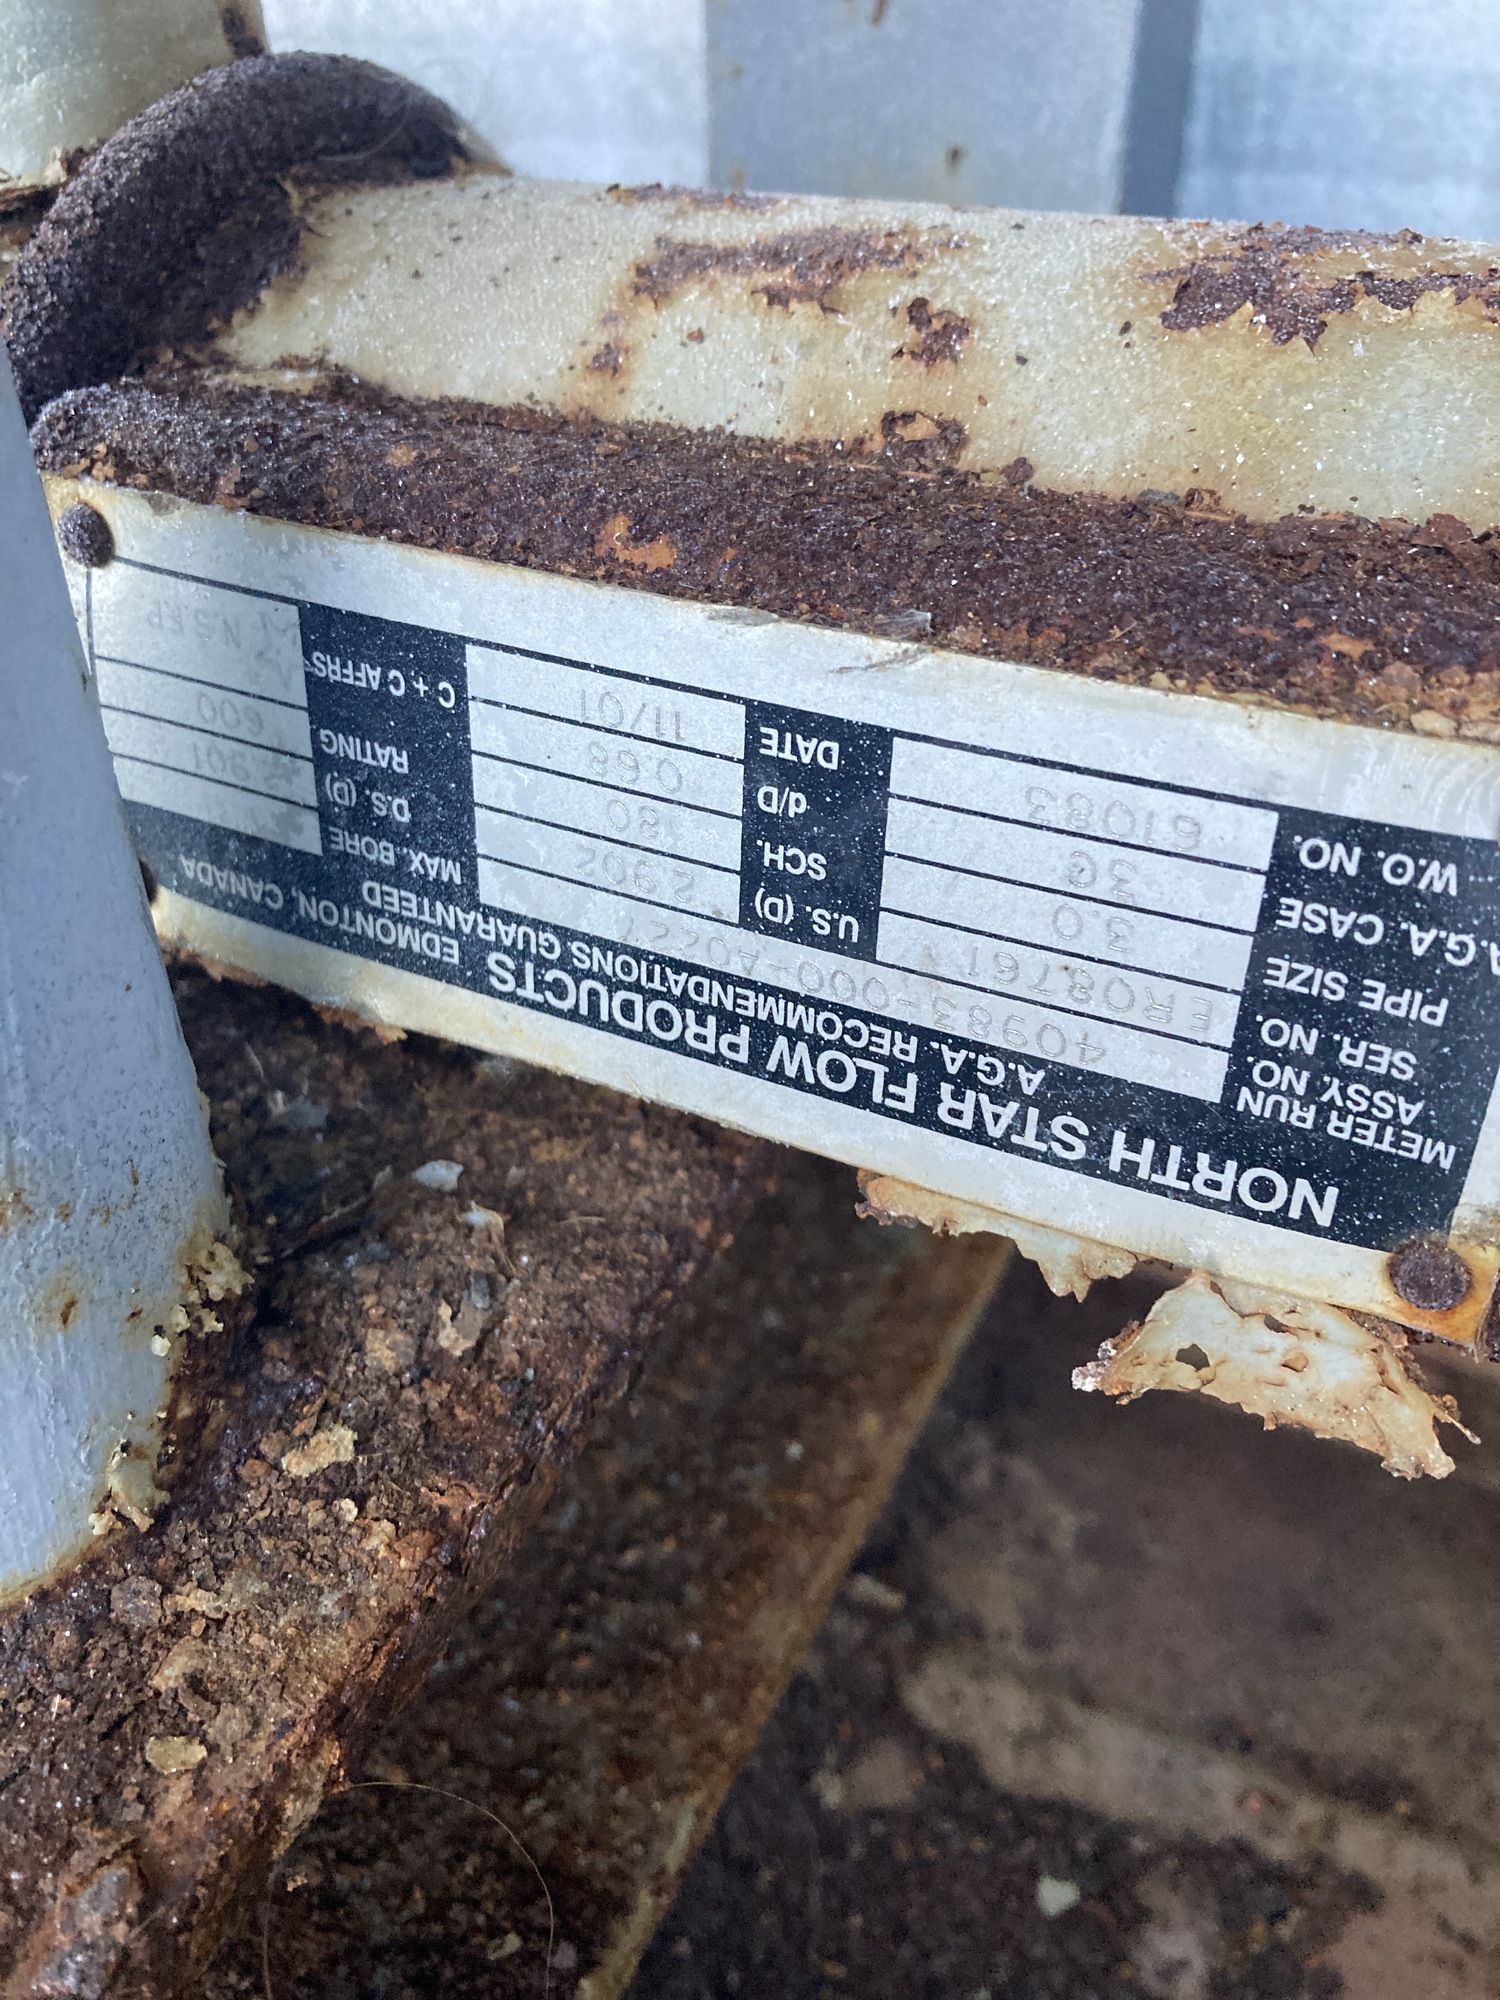 NORTH STAR FLOW PRODUCTS EDMONTON, CANADA
A.G.A. RECOMMENDATIONS GUARANTEED
METER RUN
ASSY. NO. 40983-000-A0227
SER. NO. ER08761
PIPE SIZE 3.0 U.S. (D) 2.902 MAX. BORE
A.G.A. CASE 3G SCH. 80 D.S. (D) 2.901
W.O. NO. 61083 d/D 0.68 RATING 600
DATE 11/01 C + C AFFRS